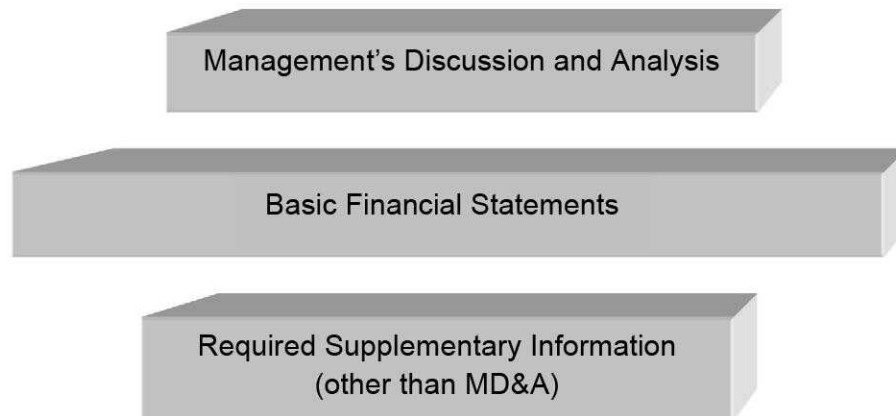 Management’s Discussion and Analysis
Basic Financial Statements
Required Supplementary Information
(other than MD&A)